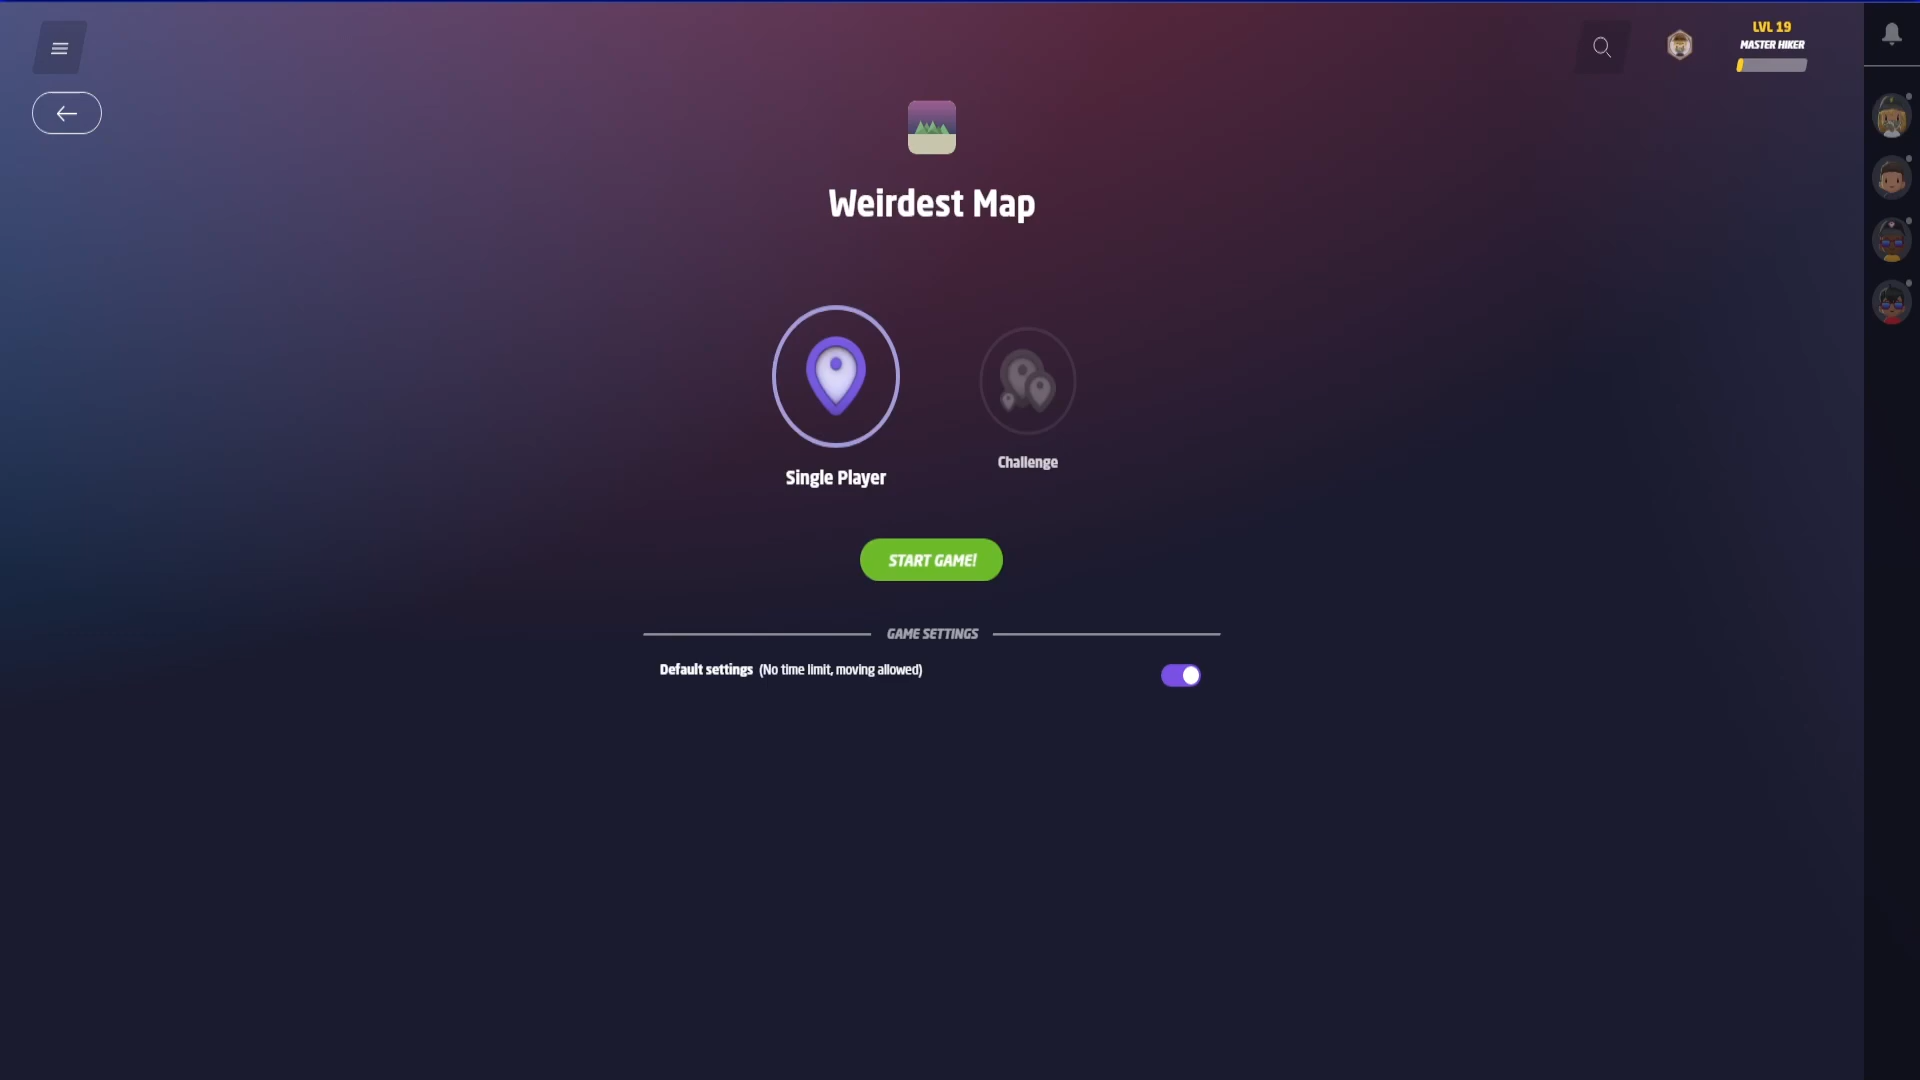 LVL 19
MASTER HIKER
Weirdest Map
Single Player
Challenge
START GAME!
GAME SETTINGS
Default settings (No time limit, moving allowed)